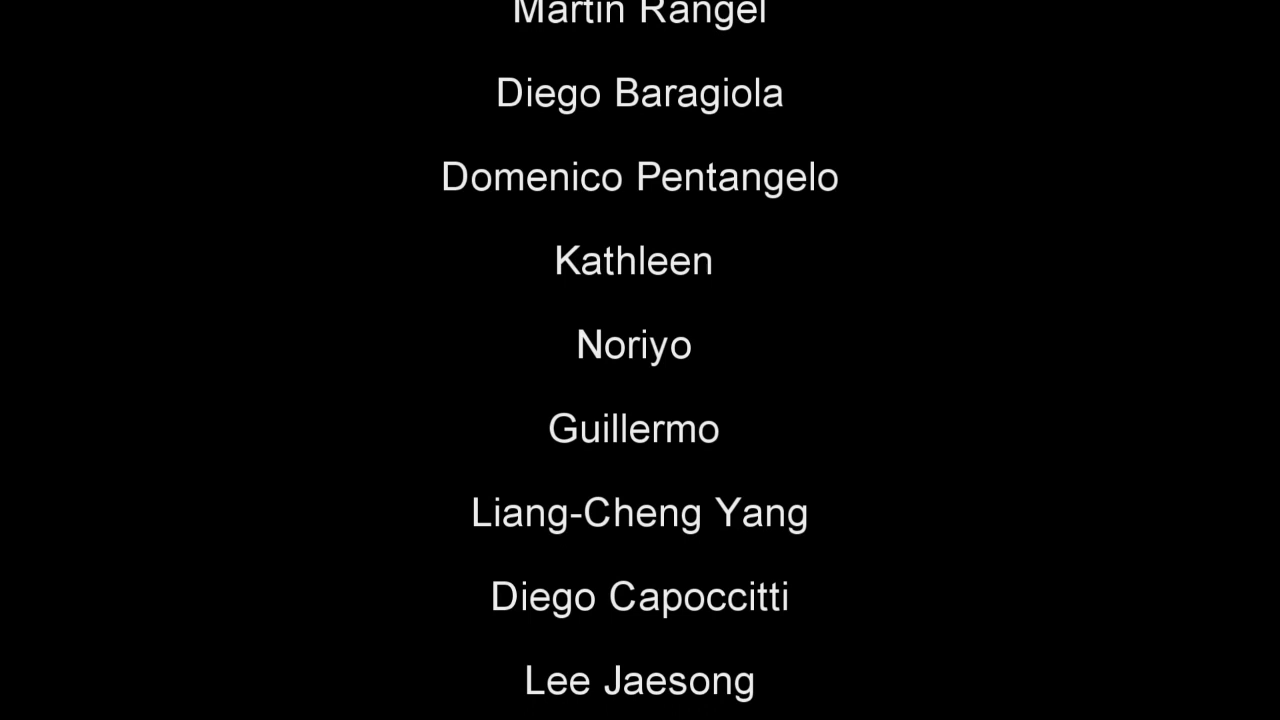 Martin Rangel
Diego Baragiola
Domenico Pentangelo
Kathleen
Noriyo
Guillermo
Liang-Cheng Yang
Diego Capoccitti
Lee Jaesong